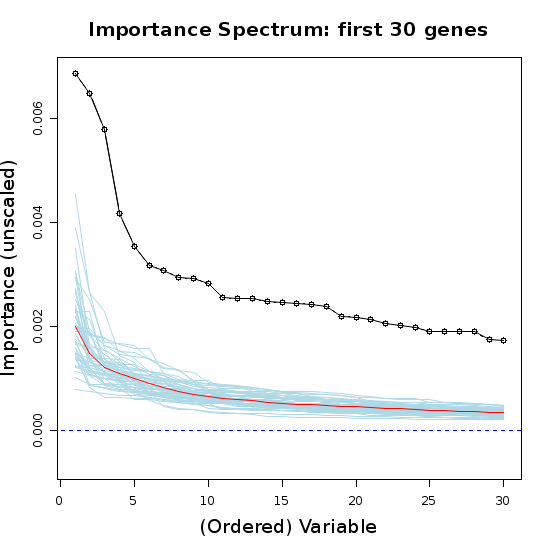 Importance Spectrum: first 30 genes
Importance (unscaled)
0.006
0.004
0.002
0.000
0 5 10 15 20 25 30
(Ordered) Variable